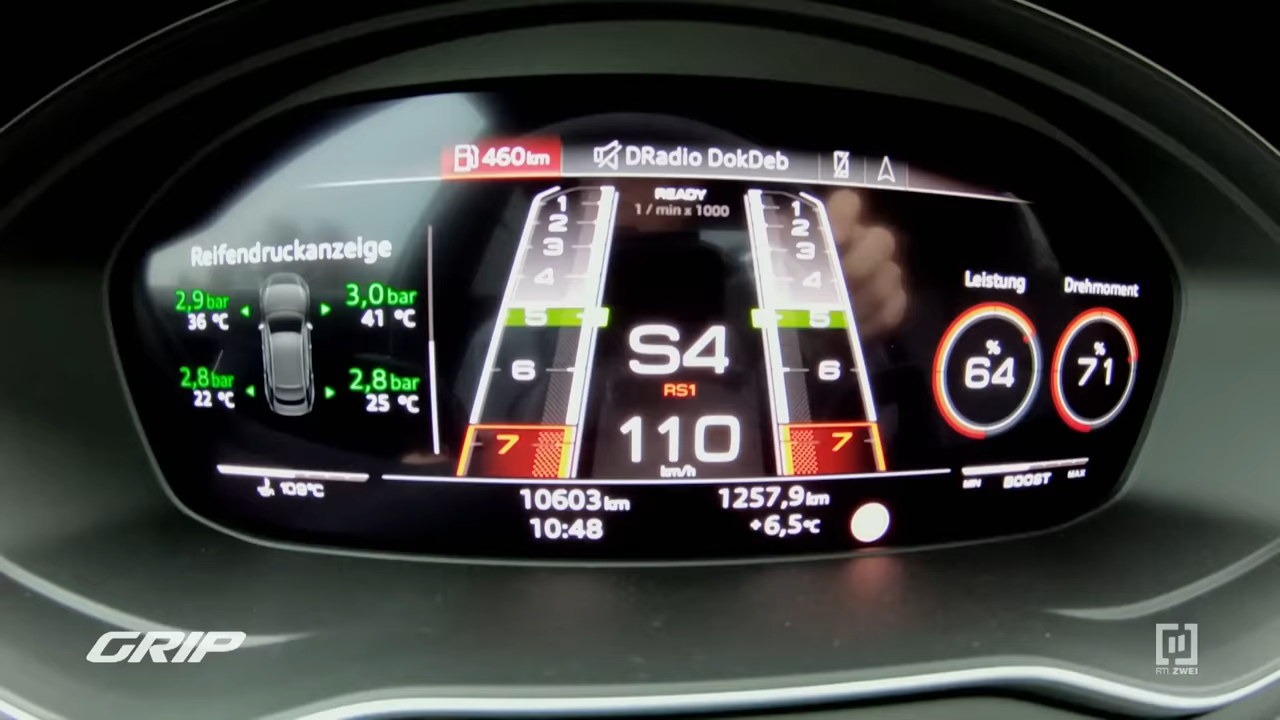 460km
DRadio DokDeb
READY
1 / min x 1000
1
2
3
4
5
6
7
1
2
3
4
5
6
7
Reifendruckanzeige
2,9 bar
36 °C
3,0 bar
41 °C
2,8 bar
22 °C
2,8 bar
25 °C
S4
RS1
110
km/h
Leistung
%
64
Drehmoment
%
71
109°C
MIN BOOST MAX
10603 km
1257,9 km
10:48
+6,5°C
GRIP
RTL ZWEI